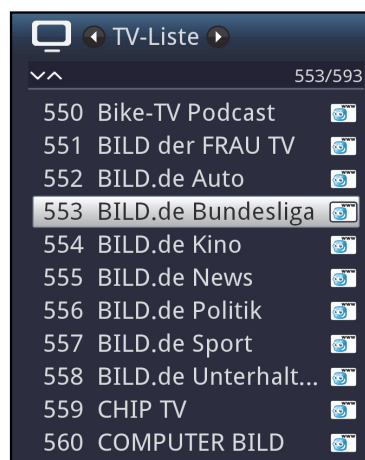 TV-Liste
553/593
550 Bike-TV Podcast
551 BILD der FRAU TV
552 BILD.de Auto
553 BILD.de Bundesliga
554 BILD.de Kino
555 BILD.de News
556 BILD.de Politik
557 BILD.de Sport
558 BILD.de Unterhalt...
559 CHIP TV
560 COMPUTER BILD